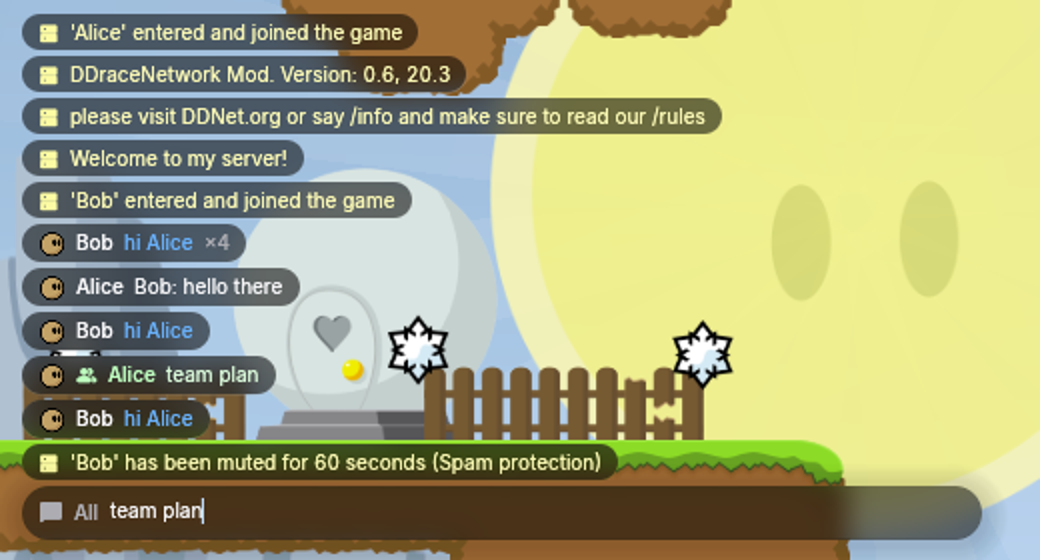 'Alice' entered and joined the game
DDraceNetwork Mod. Version: 0.6, 20.3
please visit DDNet.org or say /info and make sure to read our /rules
Welcome to my server!
'Bob' entered and joined the game
Bob hi Alice ×4
Alice Bob: hello there
Bob hi Alice
Alice team plan
Bob hi Alice
'Bob' has been muted for 60 seconds (Spam protection)
All team plan